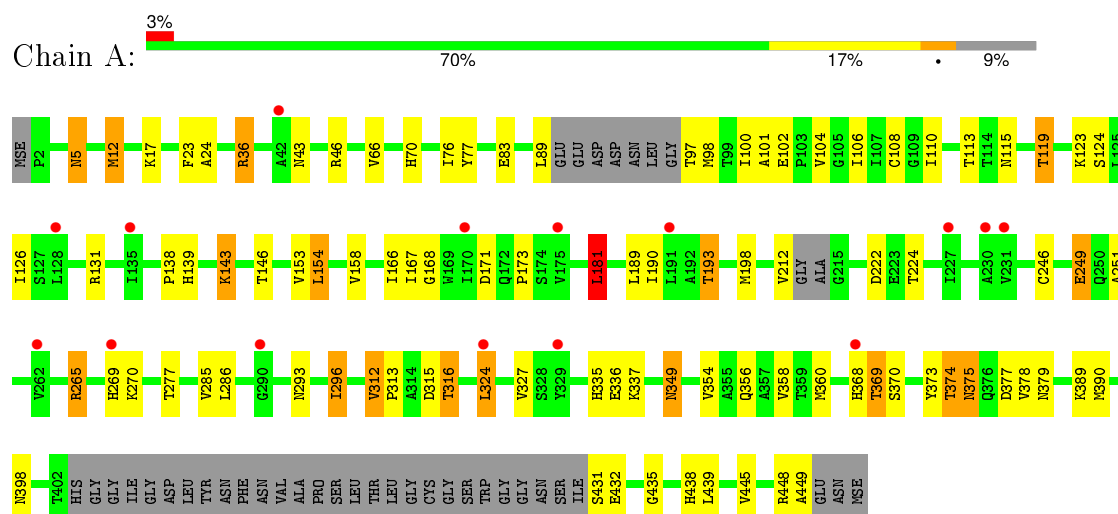 3%
Chain A:
70% 17% • 9%
MSE P2 N5 M12 K17 F23 A24 R36 A42 N43 R46 V66 H70 I76 Y77 E83 L89 GLU GLU ASP ASP ASN LEU GLY T97 M98 T99 I100 A101 E102 P103 V104 G105 I106 I107 C108 G109 I110 T113 T114 N115 T119 K123 S124 L125
I126 S127 L128 R131 I135 P138 H139 K143 T146 V153 L154 V158 I166 I167 G168 W169 I170 D171 Q172 P173 S174 V175 L181 L189 I190 L191 A192 T193 M198 V212 GLY ALA G215 D222 E223 T224 I227 A230 V231 C246 E249 Q250 A251
V262 R265 H269 K270 T277 V285 L286 G290 N293 I296 V312 P313 A314 D315 T316 L324 V327 S328 Y329 H335 E336 K337 N349 V354 A355 Q356 A357 V358 T359 M360 H368 T369 S370 Y373 T374 N375 Q376 D377 V378 N379 K389 M390
N398 T402 HIS GLY GLY ILE GLY ASP LEU TYR ASN PHE ASN VAL ALA PRO SER LEU THR LEU GLY CYS GLY SER TRP GLY GLY ASN SER ILE S431 E432 G435 H438 L439 V445 R448 A449 GLU ASN MSE